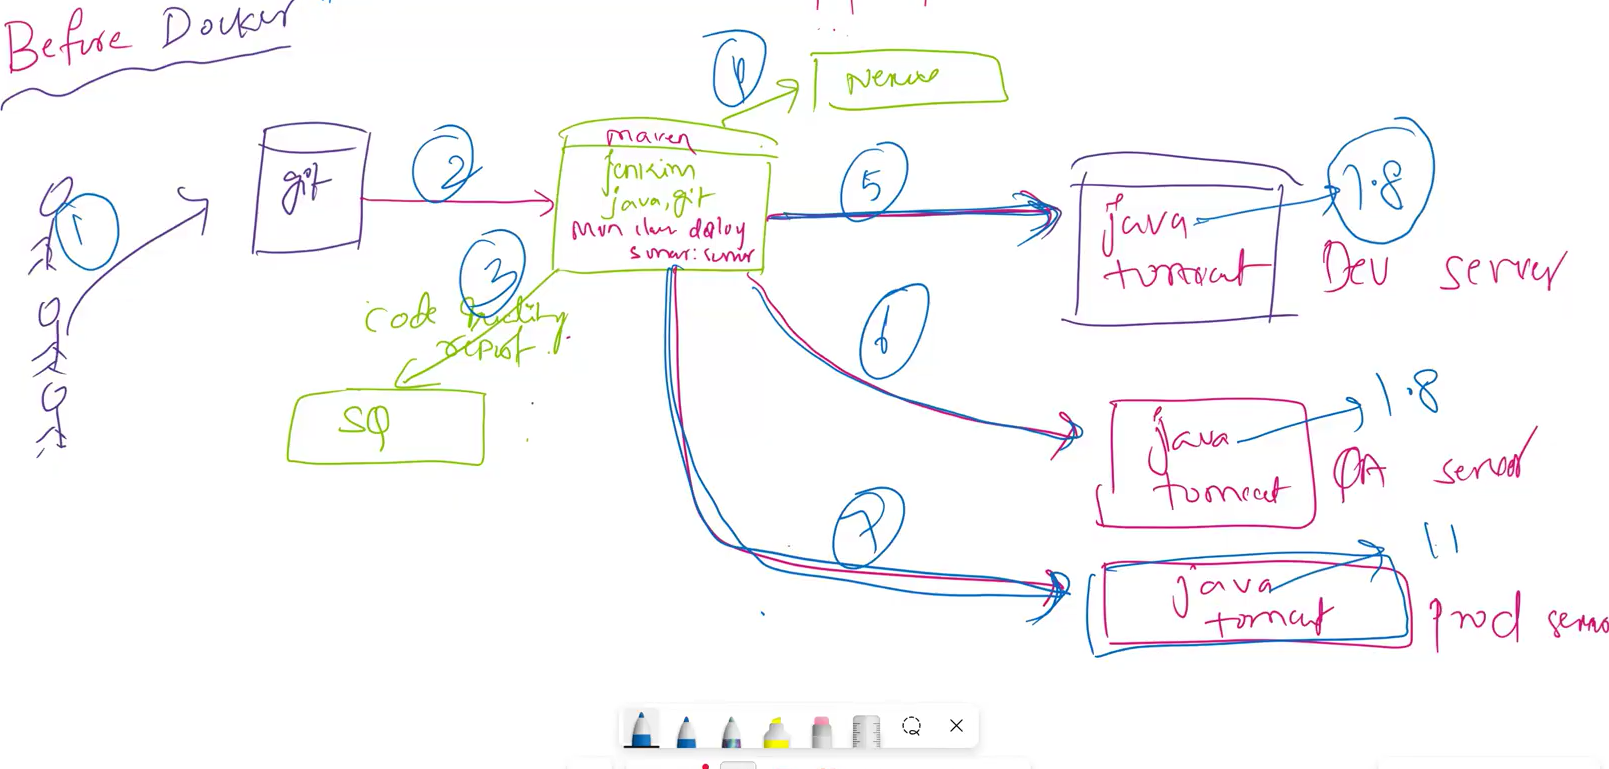 Before Docker
4
Nexus
git
2
maven
jenkins
java, git
mvn clean deploy
sonar:sonar
1
3
code quality
report
SQ
5
java
tomcat
1.8
Dev server
6
java
tomcat
1.8
QA server
7
java
tomcat
11
Prod server